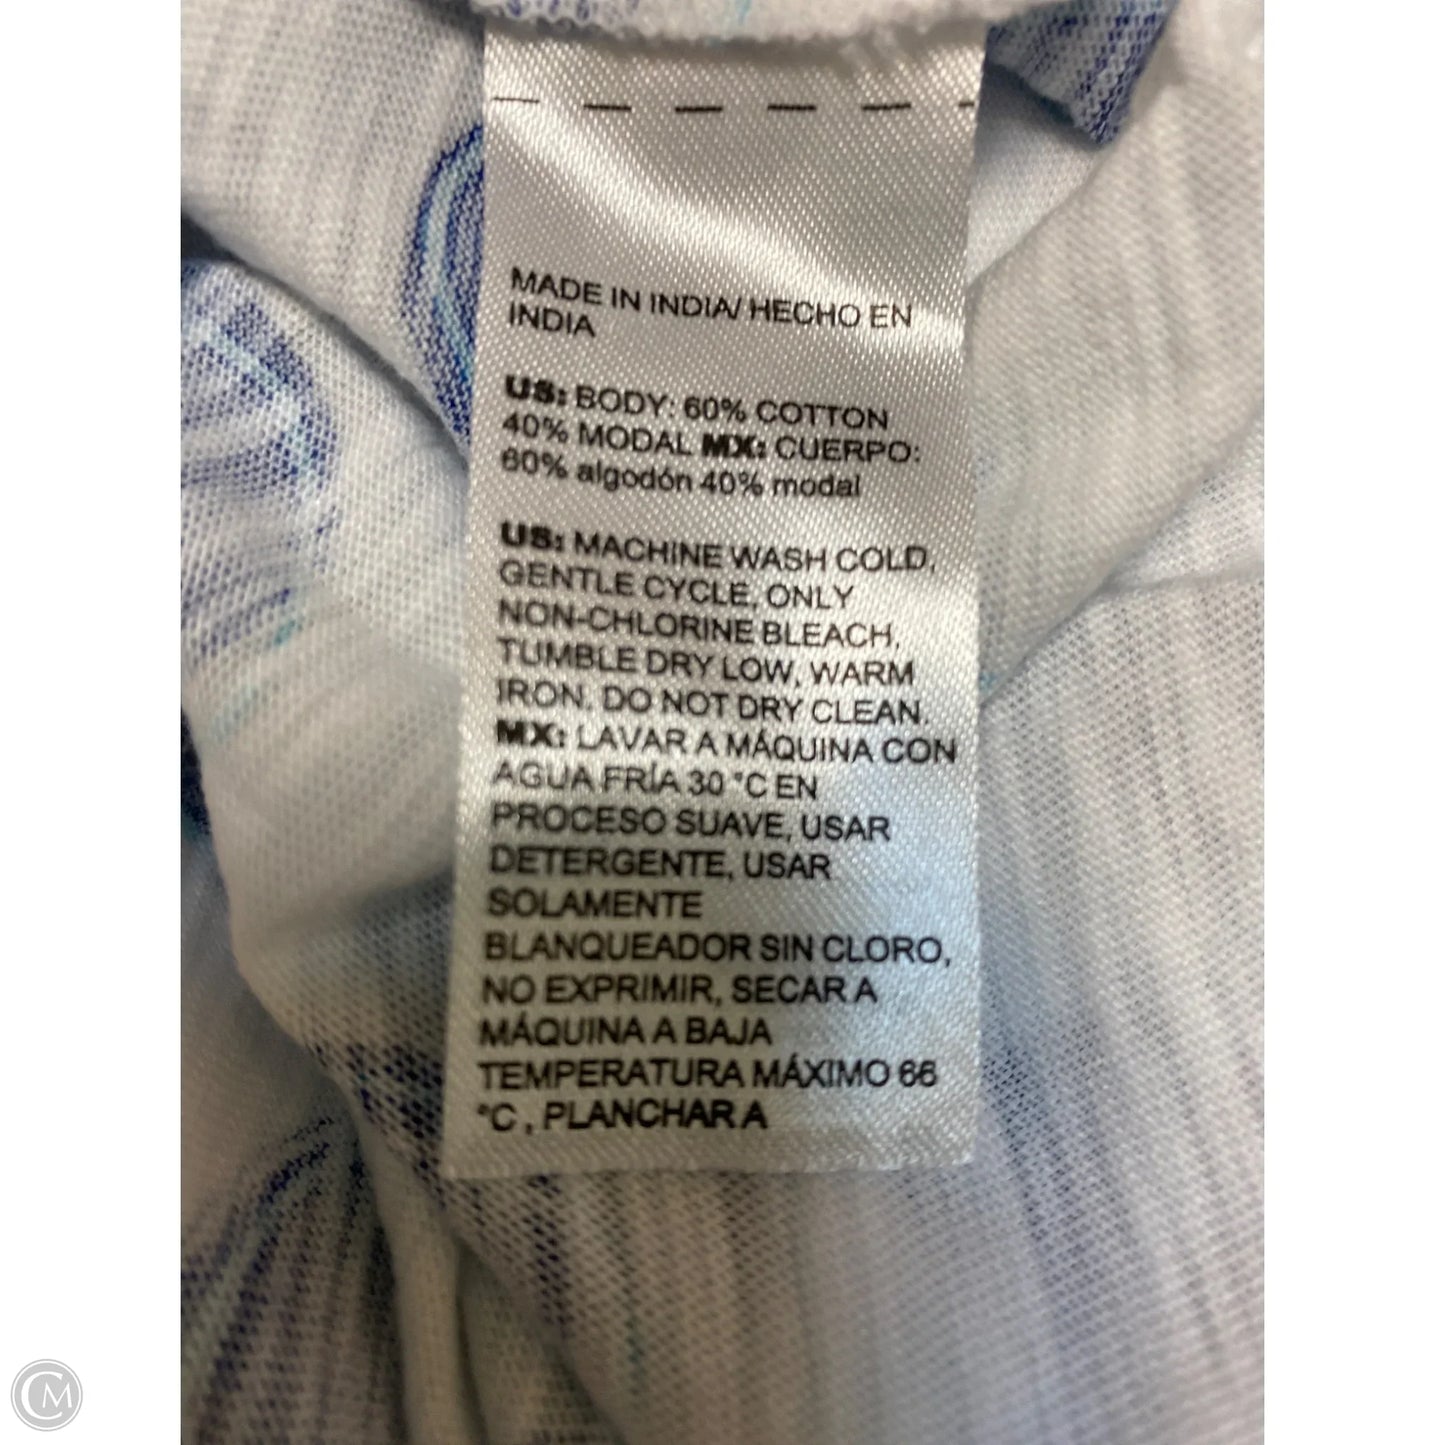 MADE IN INDIA/ HECHO EN
INDIA
US: BODY: 60% COTTON
40% MODAL MX: CUERPO:
60% algodón 40% modal
US: MACHINE WASH COLD,
GENTLE CYCLE, ONLY
NON-CHLORINE BLEACH,
TUMBLE DRY LOW, WARM
IRON. DO NOT DRY CLEAN.
MX: LAVAR A MÁQUINA CON
AGUA FRÍA 30 °C EN
PROCESO SUAVE, USAR
DETERGENTE, USAR
SOLAMENTE
BLANQUEADOR SIN CLORO,
NO EXPRIMIR, SECAR A
MÁQUINA A BAJA
TEMPERATURA MÁXIMO 66
°C , PLANCHAR A
CM